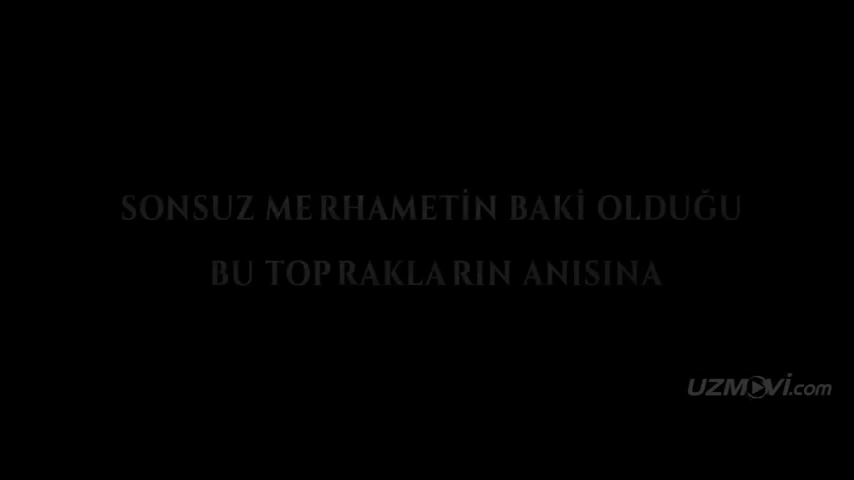 SONSUZ MERHAMETİN BAKİ OLDUĞU
BU TOPRAKLARIN ANISINA
UZMOVİ.com